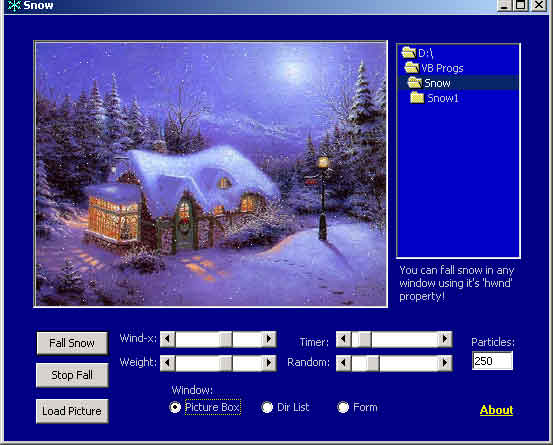 Snow
D:\
VB Progs
Snow
Snow1
You can fall snow in any
window using it's 'hwnd'
property!
Fall Snow
Wind-x:
Timer:
Particles:
Stop Fall
Weight:
Random:
250
Window:
Load Picture
Picture Box
Dir List
Form
About